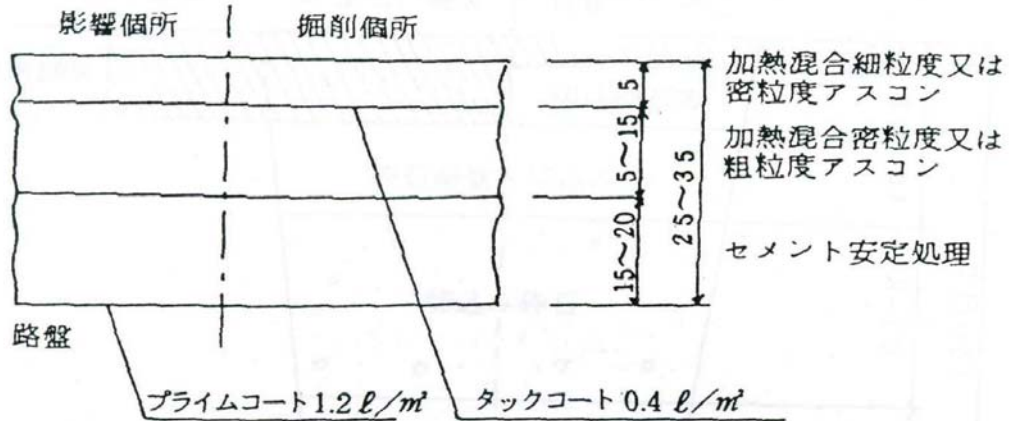 影響個所
掘削個所
加熱混合細粒度又は
密粒度アスコン
加熱混合密粒度又は
粗粒度アスコン
セメント安定処理
5
5~15
15~20
25~35
路盤
プライムコート1.2ℓ/m²
タックコート0.4 ℓ/m²